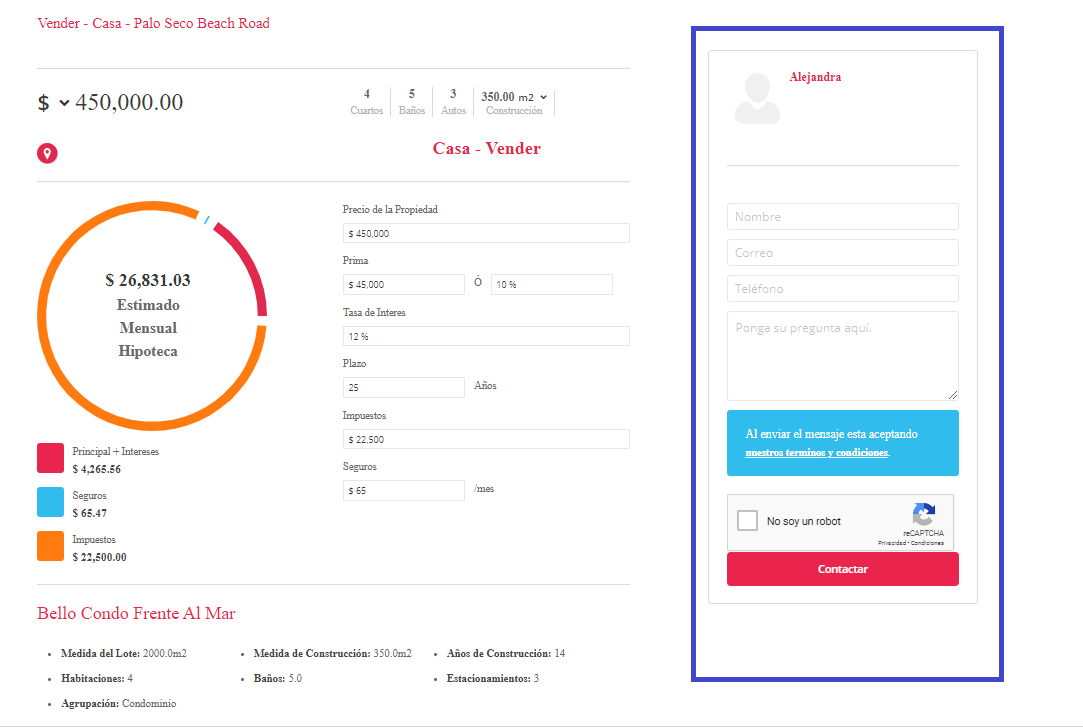 Vender - Casa - Palo Seco Beach Road
$ 450,000.00
4 5 3 350.00 m2
Cuartos Baños Autos Construcción
Casa - Vender
$ 26,831.03
Estimado
Mensual
Hipoteca
Principal + Intereses
$ 4,265.56
Seguros
$ 65.47
Impuestos
$ 22,500.00
Precio de la Propiedad
$ 450,000
Prima
$ 45,000 Ó 10 %
Tasa de Interes
12 %
Plazo
25 Años
Impuestos
$ 22,500
Seguros
$ 65 /mes
Bello Condo Frente Al Mar
• Medida del Lote: 2000.0m2 • Medida de Construcción: 350.0m2 • Años de Construcción: 14
• Habitaciones: 4 • Baños: 5.0 • Estacionamientos: 3
• Agrupación: Condominio
Alejandra
Nombre
Correo
Teléfono
Ponga su pregunta aquí.
Al enviar el mensaje esta aceptando
nuestros terminos y condiciones.
No soy un robot
reCAPTCHA
Privacidad • Condiciones
Contactar